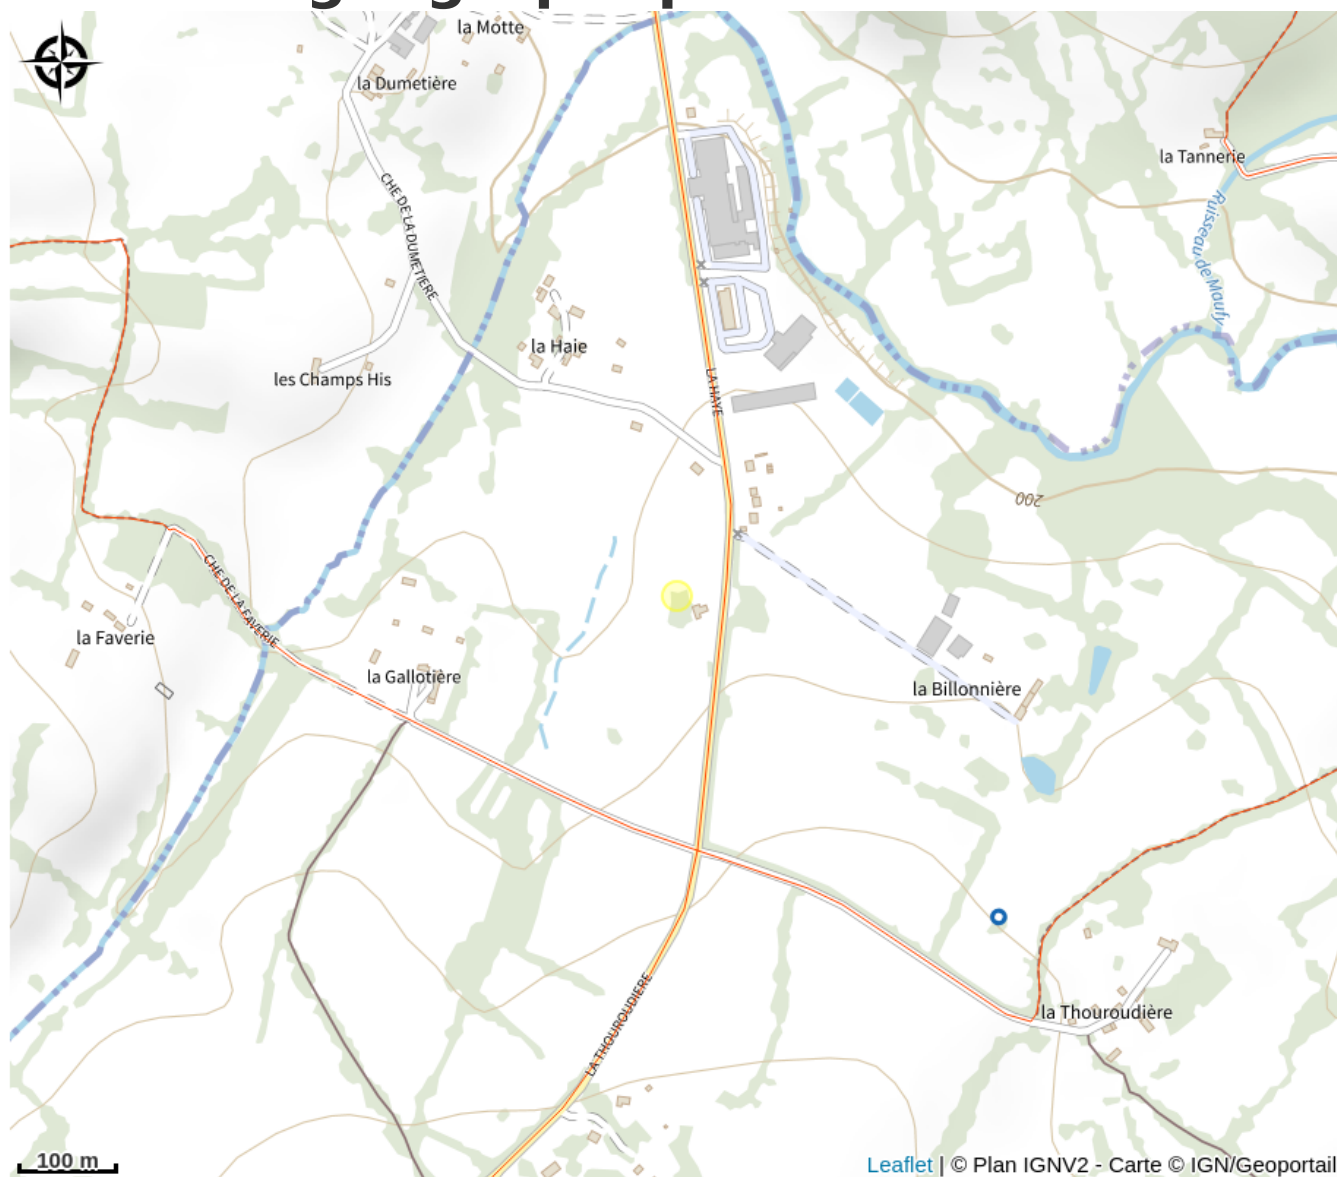 la Motte
la Dumetière
la Tannerie
CHE DE LA DUMETIERE
Ruisseau de Maufy
la Haie
les Champs His
LA HAYE
200
CHE DE LA FAVERIE
la Faverie
la Gallotière
la Billonnière
LA THOUROUDIERE
la Thouroudière
100 m
Leaflet | © Plan IGNV2 - Carte © IGN/Geoportail